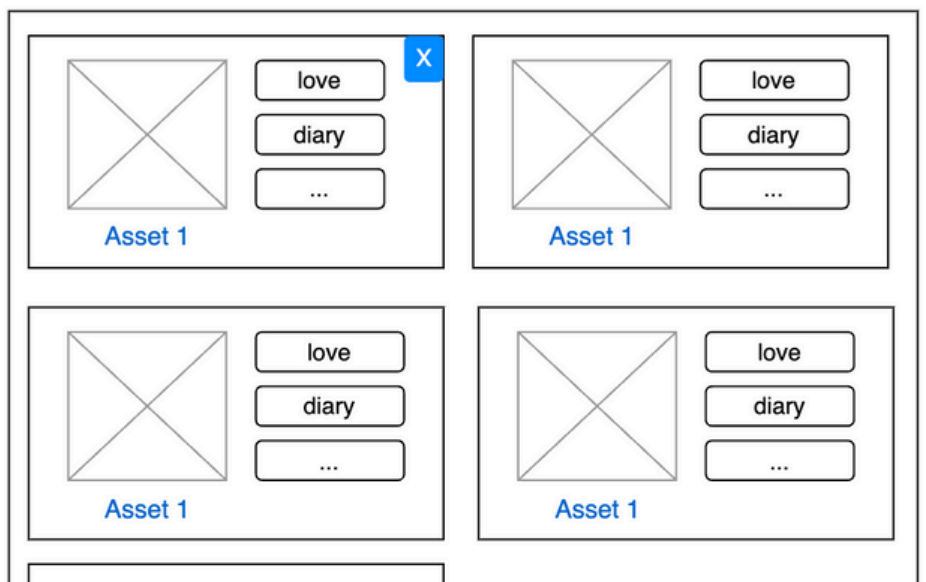 X
love
love
diary
diary
...
...
Asset 1
Asset 1
love
love
diary
diary
...
...
Asset 1
Asset 1